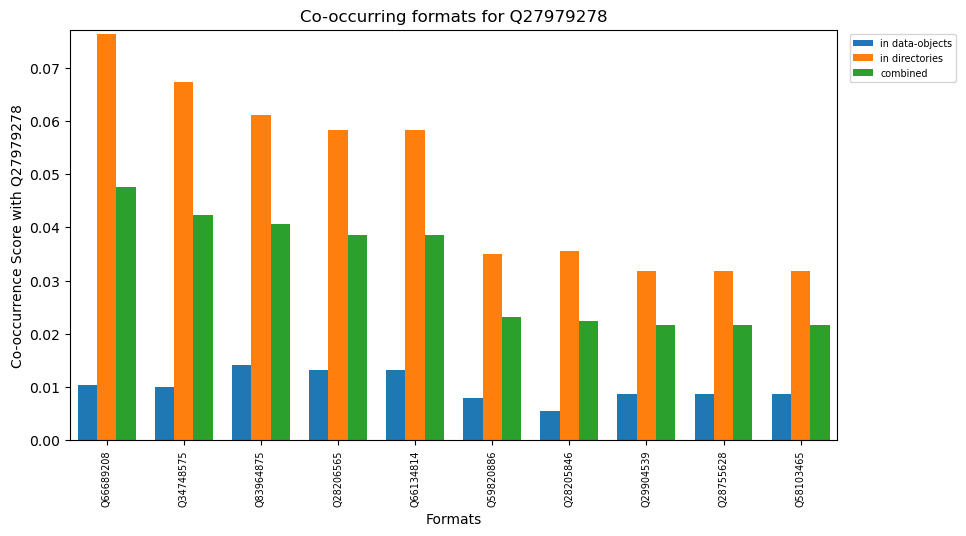 Co-occurring formats for Q27979278
in data-objects
in directories
combined
Co-occurrence Score with Q27979278
0.07
0.06
0.05
0.04
0.03
0.02
0.01
0.00
Q66689208
Q34748575
Q83964875
Q28206565
Q66134814
Q59820886
Q28205846
Q29904539
Q28755628
Q58103465
Formats